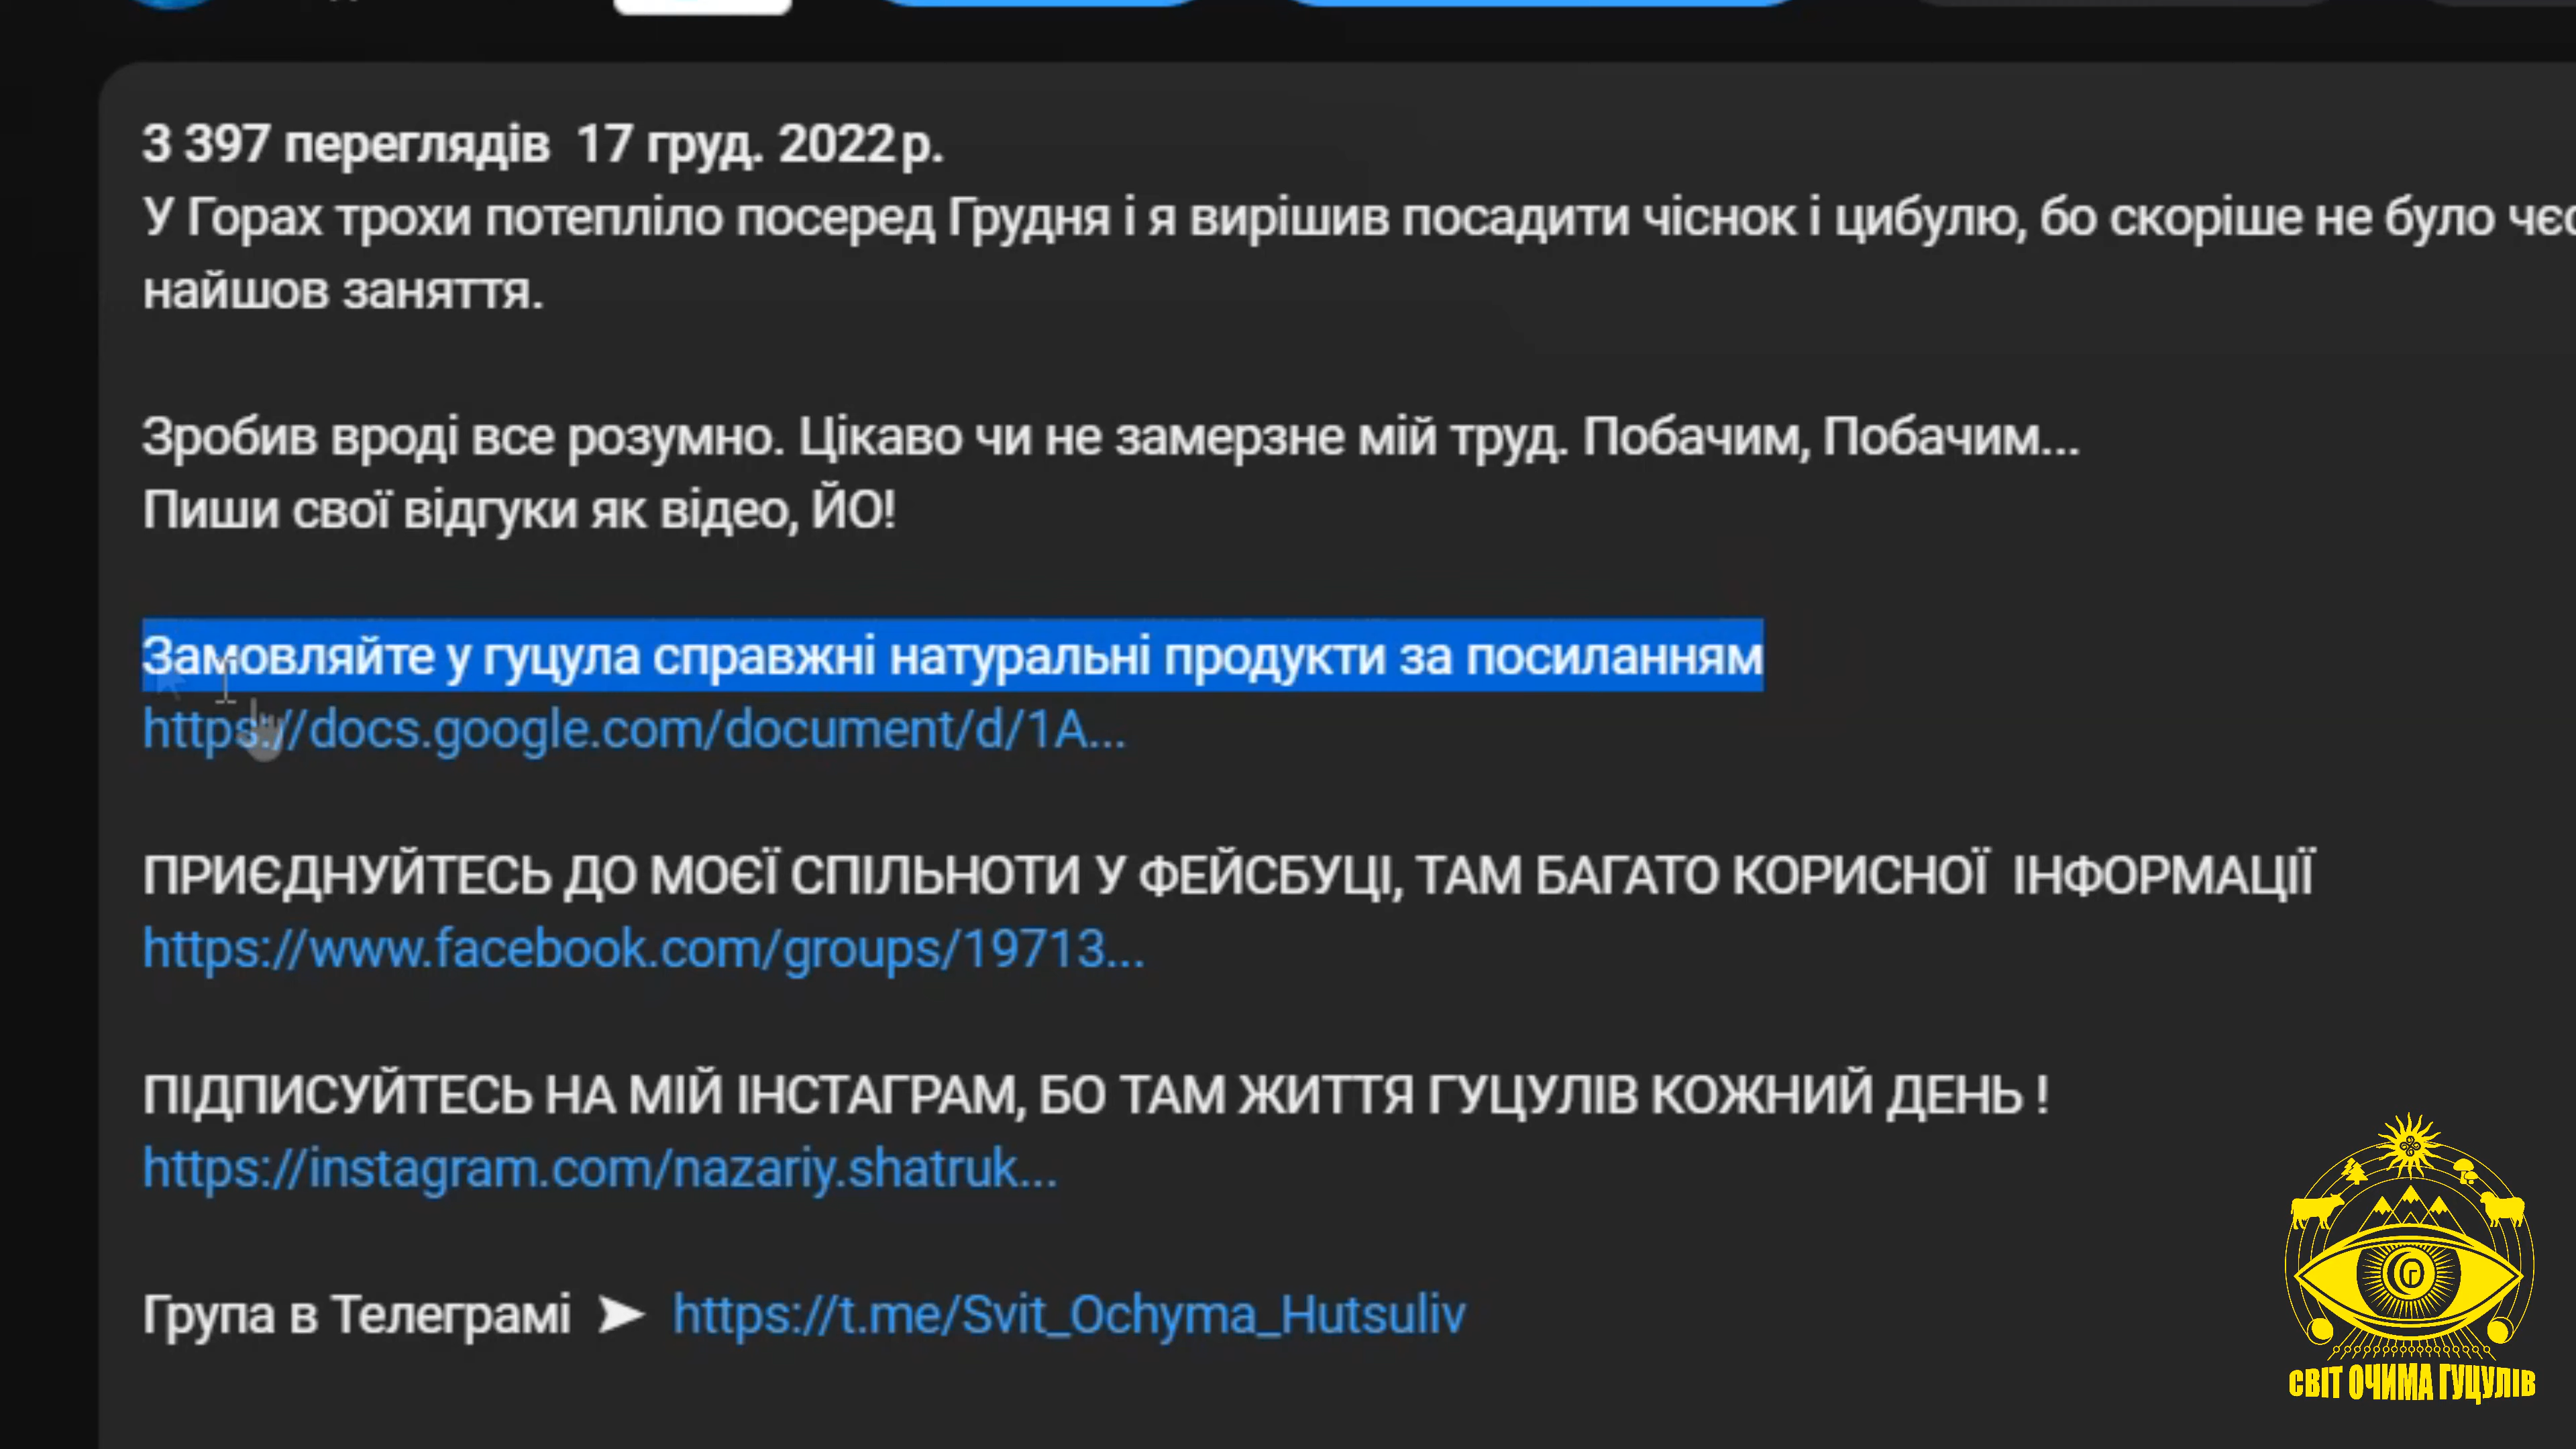 3 397 переглядів 17 груд. 2022 р.
У Горах трохи потепліло посеред Грудня і я вирішив посадити чіснок і цибулю, бо скоріше не було
найшов заняття.
Зробив вроді все розумно. Цікаво чи не замерзне мій труд. Побачим, Побачим...
Пиши свої відгуки як відео, ЙО!
Замовляйте у гуцула справжні натуральні продукти за посиланням
https://docs.google.com/document/d/1A...
ПРИЄДНУЙТЕСЬ ДО МОЄЇ СПІЛЬНОТИ У ФЕЙСБУЦІ, ТАМ БАГАТО КОРИСНОЇ ІНФОРМАЦІЇ
https://www.facebook.com/groups/19713...
ПІДПИСУЙТЕСЬ НА МІЙ ІНСТАГРАМ, БО ТАМ ЖИТТЯ ГУЦУЛІВ КОЖНИЙ ДЕНЬ !
https://instagram.com/nazariy.shatruk...
Група в Телеграмі ➤ https://t.me/Svit_Ochyma_Hutsuliv
СВІТ ОЧИМА ГУЦУЛІВ